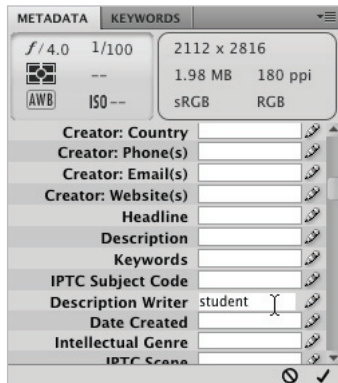 METADATA KEYWORDS
f/4.0 1/100
--
AWB ISO --
2112 x 2816
1.98 MB 180 ppi
sRGB RGB
Creator: Country
Creator: Phone(s)
Creator: Email(s)
Creator: Website(s)
Headline
Description
Keywords
IPTC Subject Code
Description Writer student
Date Created
Intellectual Genre
IPTC Scene